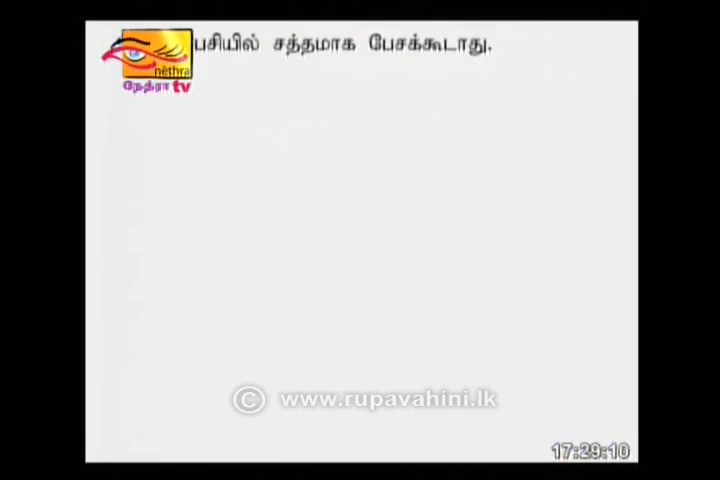 பசியில் சத்தமாக பேசக்கூடாது.
nethra
நேத்ரா tv
© www.rupavahini.lk
17:29:10